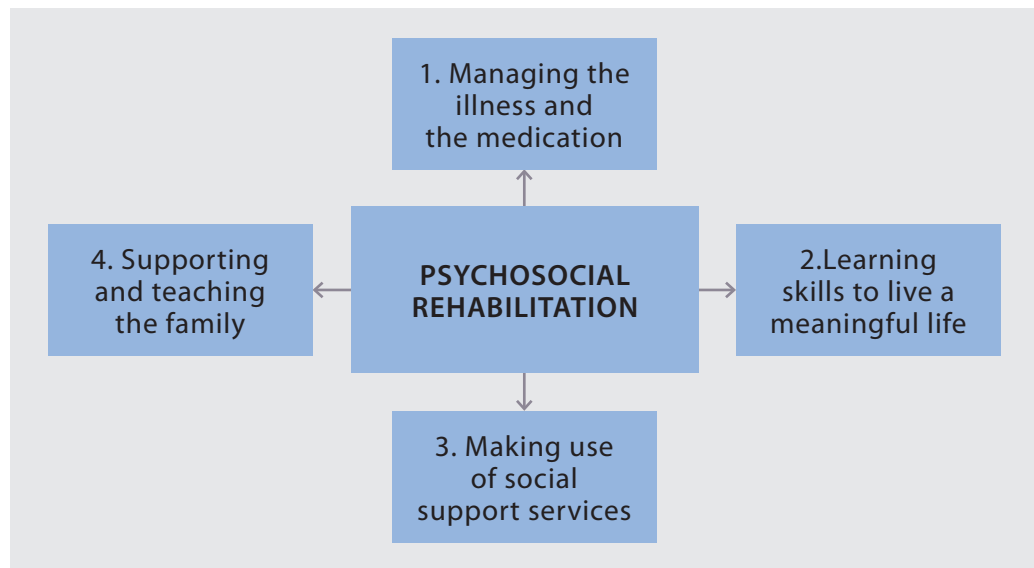 1. Managing the
illness and
the medication
4. Supporting
and teaching
the family
PSYCHOSOCIAL
REHABILITATION
2.Learning
skills to live a
meaningful life
3. Making use
of social
support services